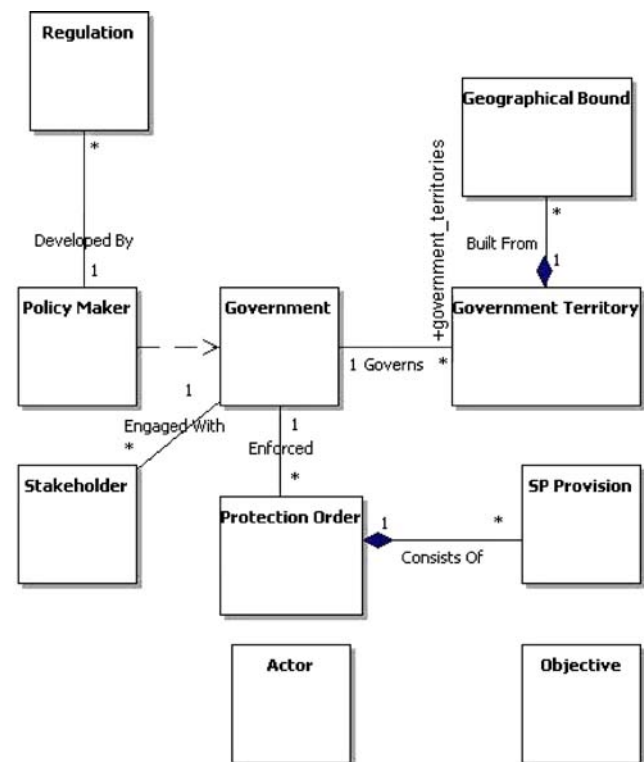 Regulation
Geographical Bound
*
+government_territories
*
Developed By
Built From
1
1
Policy Maker
Government
Government Territory
1 Governs *
1
Engaged With
1
*
Enforced
Stakeholder
*
SP Provision
Protection Order
1
*
Consists Of
Actor
Objective